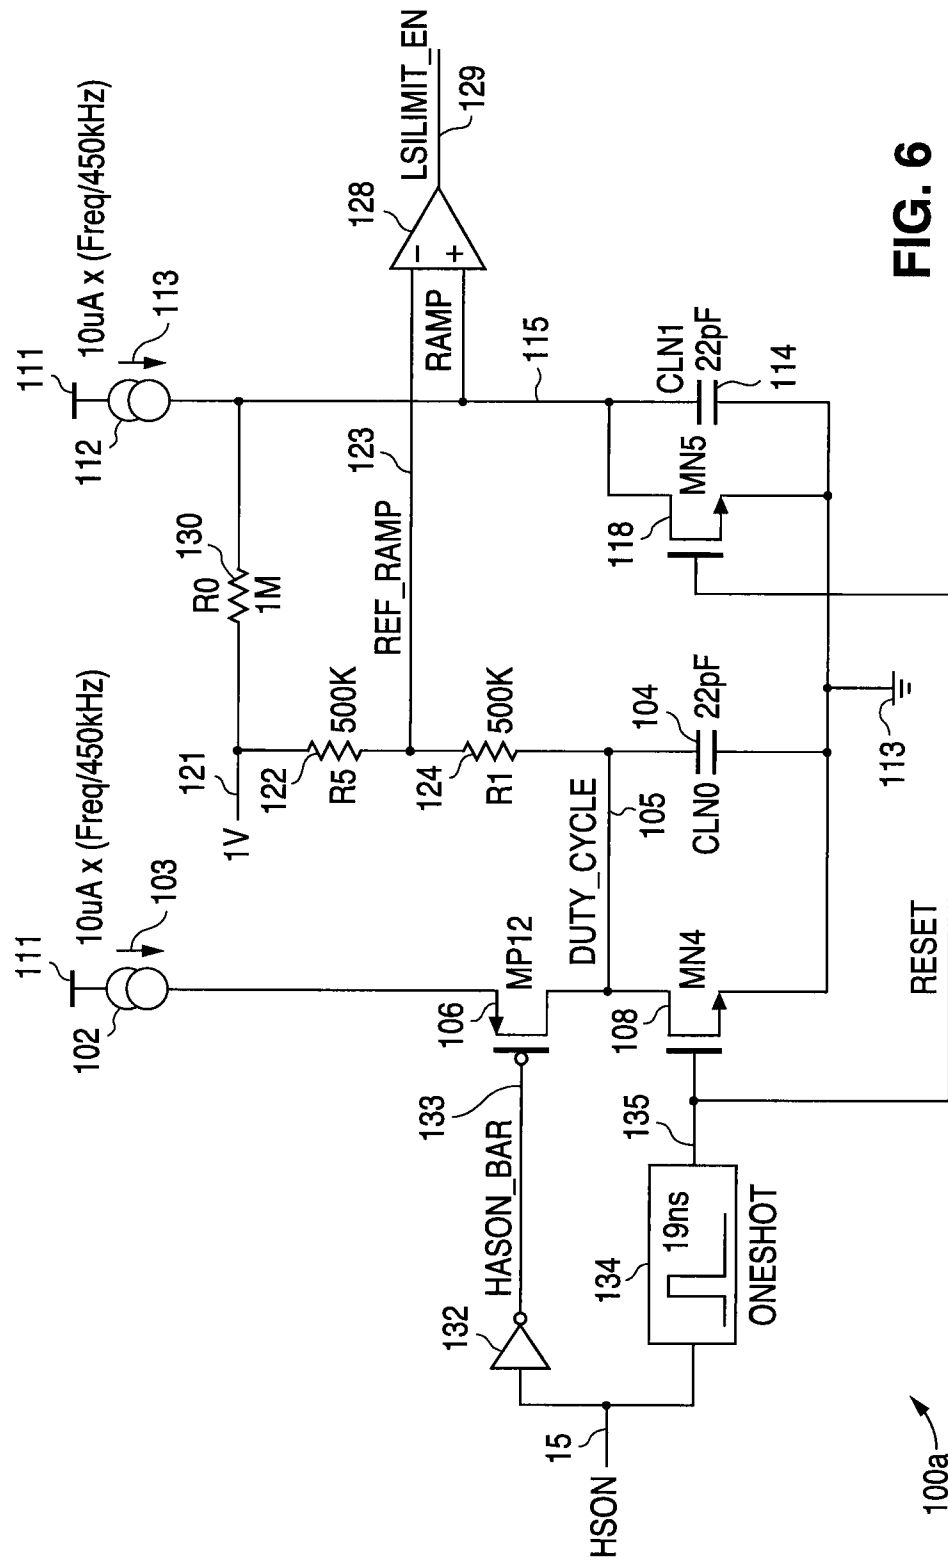 111
10uA x (Freq/450kHz)
102
103
111
10uA x (Freq/450kHz)
112
113
1V
121
R0
130
1M
122
R5
500K
REF_RAMP
123
RAMP
128
−
+
LSILIMIT_EN
129
124
R1
500K
115
HSON
15
132
HASON_BAR
133
106
MP12
DUTY_CYCLE
105
104
CLN0
22pF
108
MN4
118
MN5
CLN1
22pF
114
134
19ns
ONESHOT
135
RESET
113
100a
FIG. 6